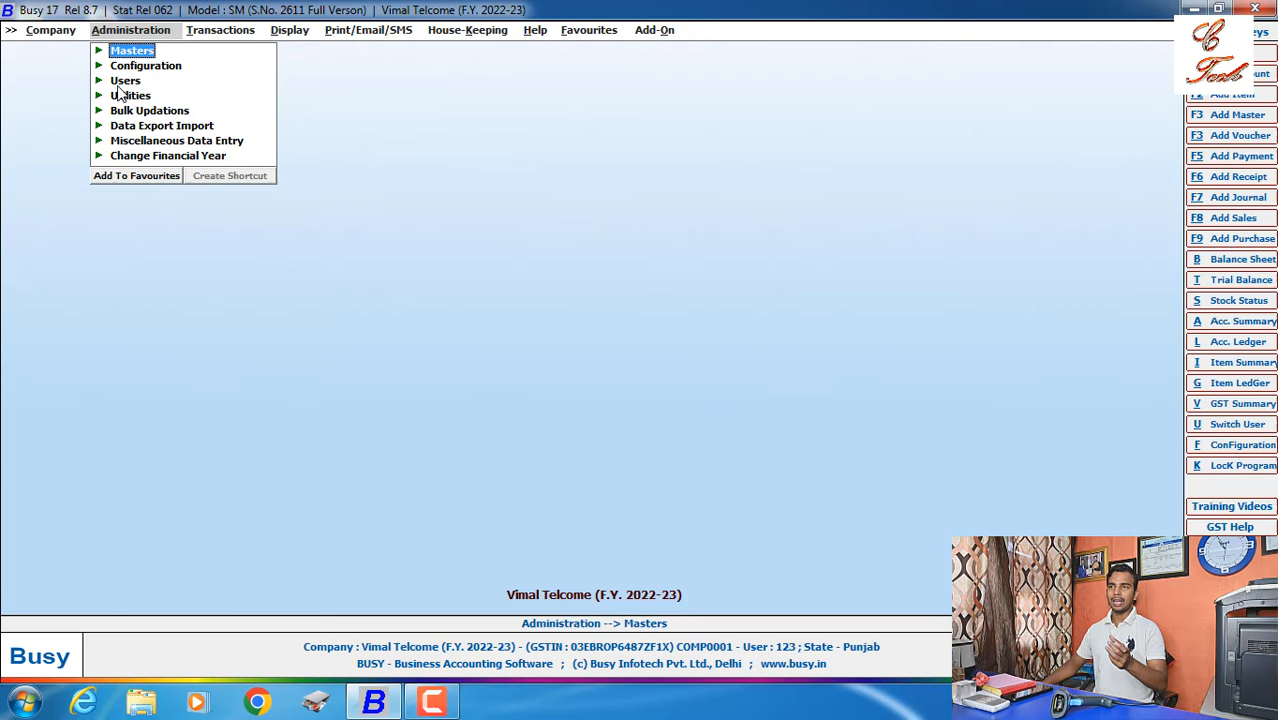 Busy 17 | Rel 8.7 | Stat Rel 062 | Model : SM (S.No. 2611 Full Verson) | Vimal Telcome (F.Y. 2022-23)
>> Company Administration Transactions Display Print/Email/SMS House-Keeping Help Favourites Add-On
Masters
Configuration
Users
Utilities
Bulk Updations
Data Export Import
Miscellaneous Data Entry
Change Financial Year
Add To Favourites Create Shortcut
C Tech
F2 Add Item
F3 Add Master
F3 Add Voucher
F5 Add Payment
F6 Add Receipt
F7 Add Journal
F8 Add Sales
F9 Add Purchase
B Balance Sheet
T Trial Balance
S Stock Status
A Acc. Summary
L Acc. Ledger
I Item Summary
G Item LedGer
V GST Summary
U Switch User
F ConFiguration
K LocK Program
Training Videos
GST Help
Vimal Telcome (F.Y. 2022-23)
Administration --> Masters
Busy
Company : Vimal Telcome (F.Y. 2022-23) - (GSTIN : 03EBROP6487ZF1X) COMP0001 - User : 123 ; State - Punjab
BUSY - Business Accounting Software ; (c) Busy Infotech Pvt. Ltd., Delhi ; www.busy.in